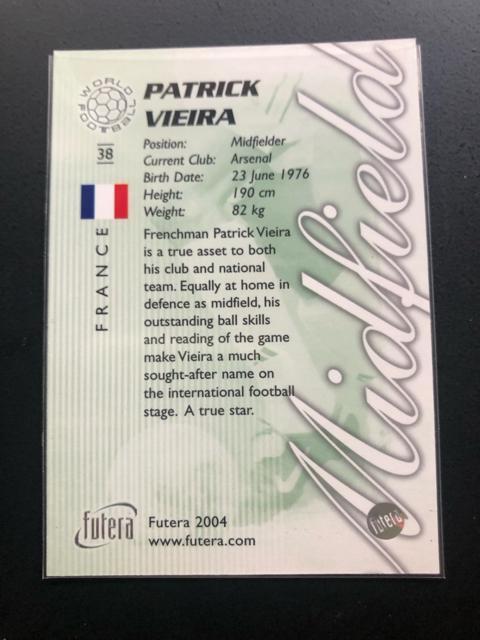 WORLD FOOTBALL
PATRICK
VIEIRA
38
Position: Midfielder
Current Club: Arsenal
Birth Date: 23 June 1976
Height: 190 cm
Weight: 82 kg
FRANCE
Frenchman Patrick Vieira
is a true asset to both
his club and national
team. Equally at home in
defence as midfield, his
outstanding ball skills
and reading of the game
make Vieira a much
sought-after name on
the international football
stage. A true star.
Midfield
futera
Futera 2004
www.futera.com
futera